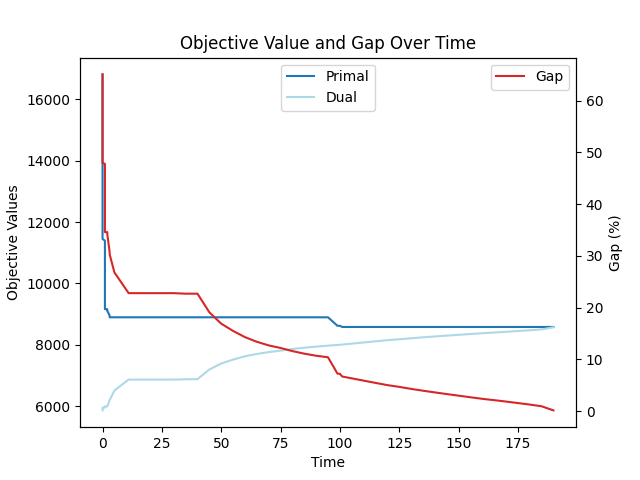 Objective Value and Gap Over Time
Primal
Dual
Gap
16000
14000
12000
10000
8000
6000
Objective Values
60
50
40
30
20
10
0
Gap (%)
0 25 50 75 100 125 150 175
Time